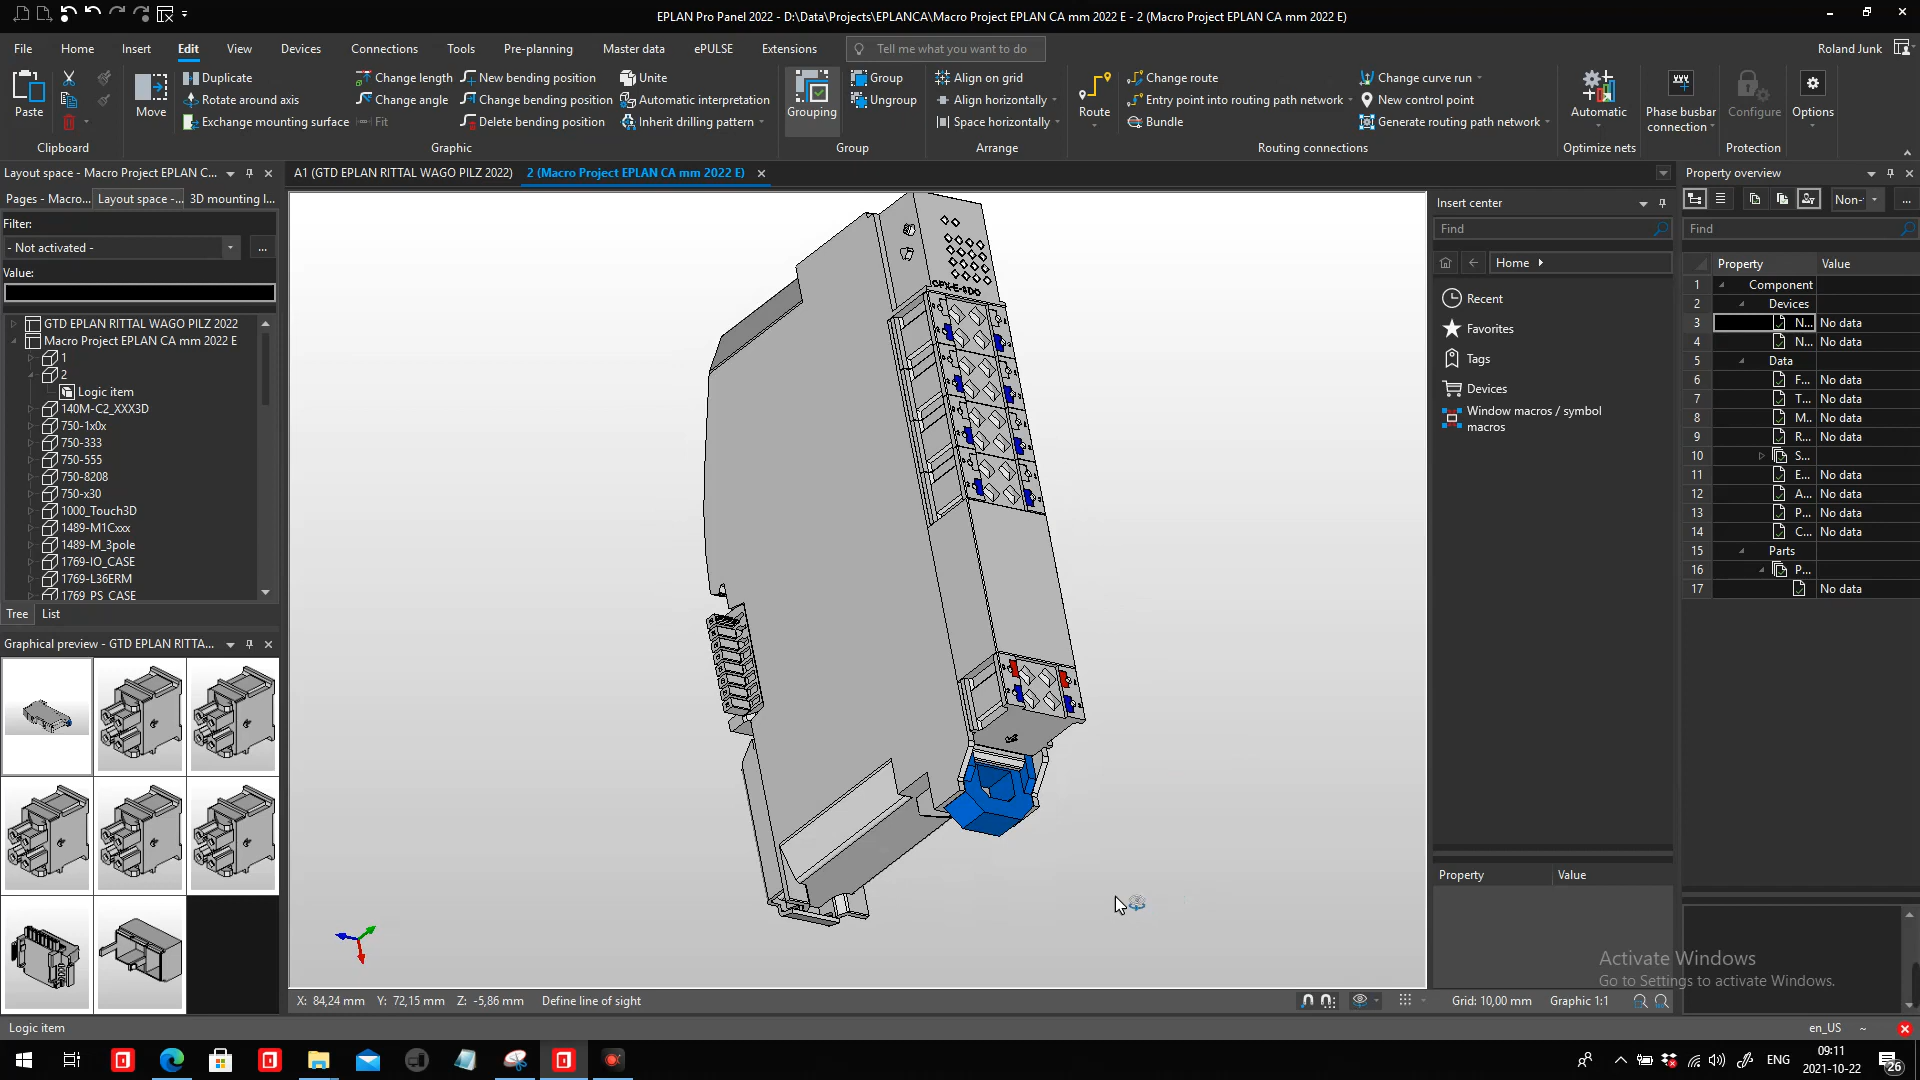 EPLAN Pro Panel 2022 - D:\Data\Projects\EPLANCA\Macro Project EPLAN CA mm 2022 E - 2 (Macro Project EPLAN CA mm 2022 E)
File Home Insert Edit View Devices Connections Tools Pre-planning Master data ePULSE Extensions Tell me what you want to do Roland Junk
Paste
Move
Duplicate
Rotate around axis
Exchange mounting surface
Change length
Change angle
Fit
New bending position
Change bending position
Delete bending position
Unite
Automatic interpretation
Inherit drilling pattern
Grouping
Group
Ungroup
Align on grid
Align horizontally
Space horizontally
Route
Change route
Entry point into routing path network
Bundle
Change curve run
New control point
Generate routing path network
Automatic
Phase busbar connection
Configure
Options
Clipboard Graphic Group Arrange Routing connections Optimize nets Protection
Layout space - Macro Project EPLAN C...
Pages - Macro... Layout space -... 3D mounting l...
Filter:
- Not activated -
...
Value:
GTD EPLAN RITTAL WAGO PILZ 2022
Macro Project EPLAN CA mm 2022 E
1
2
Logic item
140M-C2_XXX3D
750-1x0x
750-333
750-555
750-8208
750-x30
1000_Touch3D
1489-M1Cxxx
1489-M_3pole
1769-IO_CASE
1769-L36ERM
1769 PS CASE
Tree List
Graphical preview - GTD EPLAN RITTA...
A1 (GTD EPLAN RITTAL WAGO PILZ 2022) 2 (Macro Project EPLAN CA mm 2022 E)
X: 84,24 mm Y: 72,15 mm Z: -5,86 mm Define line of sight Grid: 10,00 mm Graphic 1:1
Insert center
Find
Home
Recent
Favorites
Tags
Devices
Window macros / symbol macros
Property Value
Property overview
Non-
...
Find
Property Value
1 Component
2 Devices
3 N... No data
4 N... No data
5 Data
6 F... No data
7 T... No data
8 M.. No data
9 R... No data
10 S...
11 E... No data
12 A... No data
13 P... No data
14 C... No data
15 Parts
16 P...
17 No data
Activate Windows
Go to Settings to activate Windows.
Logic item en_US ~
ENG 09:11
2021-10-22
26